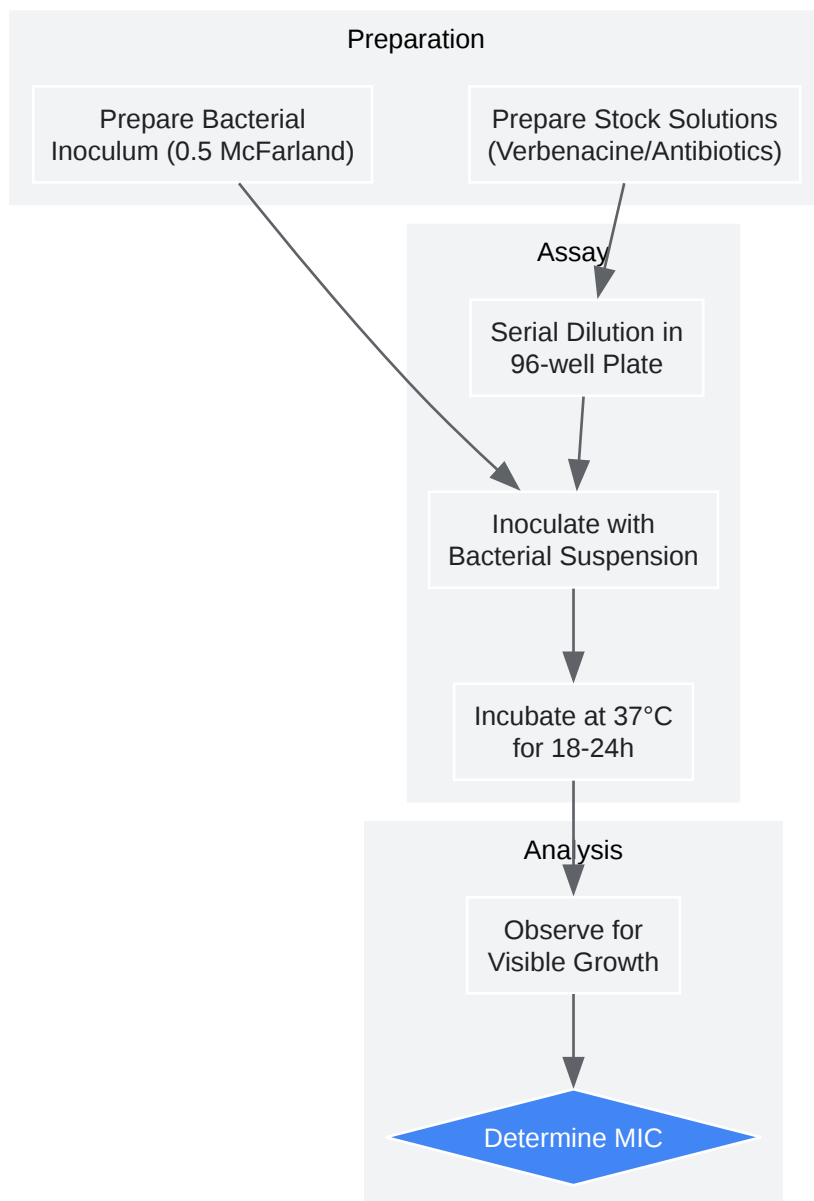 Preparation
Prepare Bacterial
Inoculum (0.5 McFarland)
Prepare Stock Solutions
(Verbenacine/Antibiotics)
Assay
Serial Dilution in
96-well Plate
Inoculate with
Bacterial Suspension
Incubate at 37°C
for 18-24h
Analysis
Observe for
Visible Growth
Determine MIC